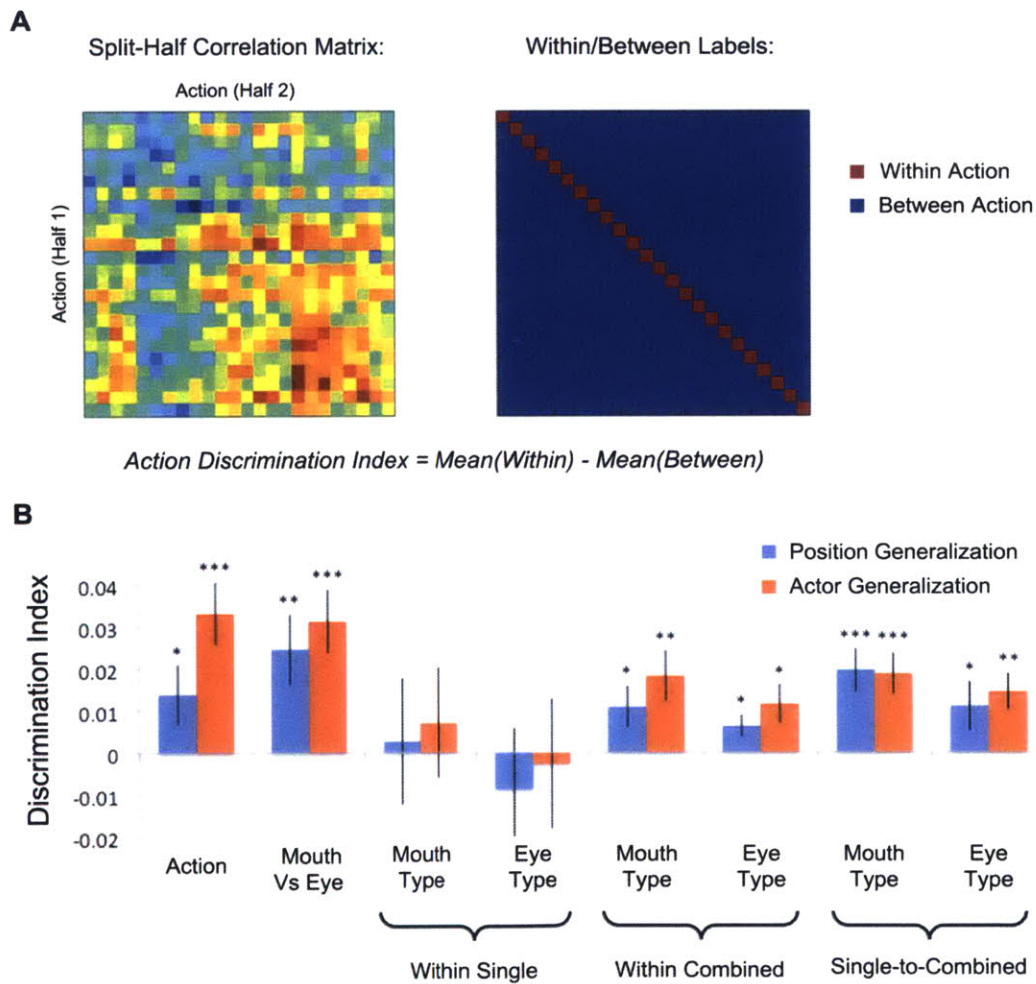 A
Split-Half Correlation Matrix:
Within/Between Labels:
Action (Half 2)
Action (Half 1)
Within Action
Between Action
Action Discrimination Index = Mean(Within) - Mean(Between)
B
Position Generalization
Actor Generalization
Discrimination Index
0.04
0.03
0.02
0.01
0
-0.01
-0.02
*
***
**
***
*
**
*
*
***
***
*
**
Action
Mouth
Vs Eye
Mouth
Type
Eye
Type
Mouth
Type
Eye
Type
Mouth
Type
Eye
Type
Within Single
Within Combined
Single-to-Combined